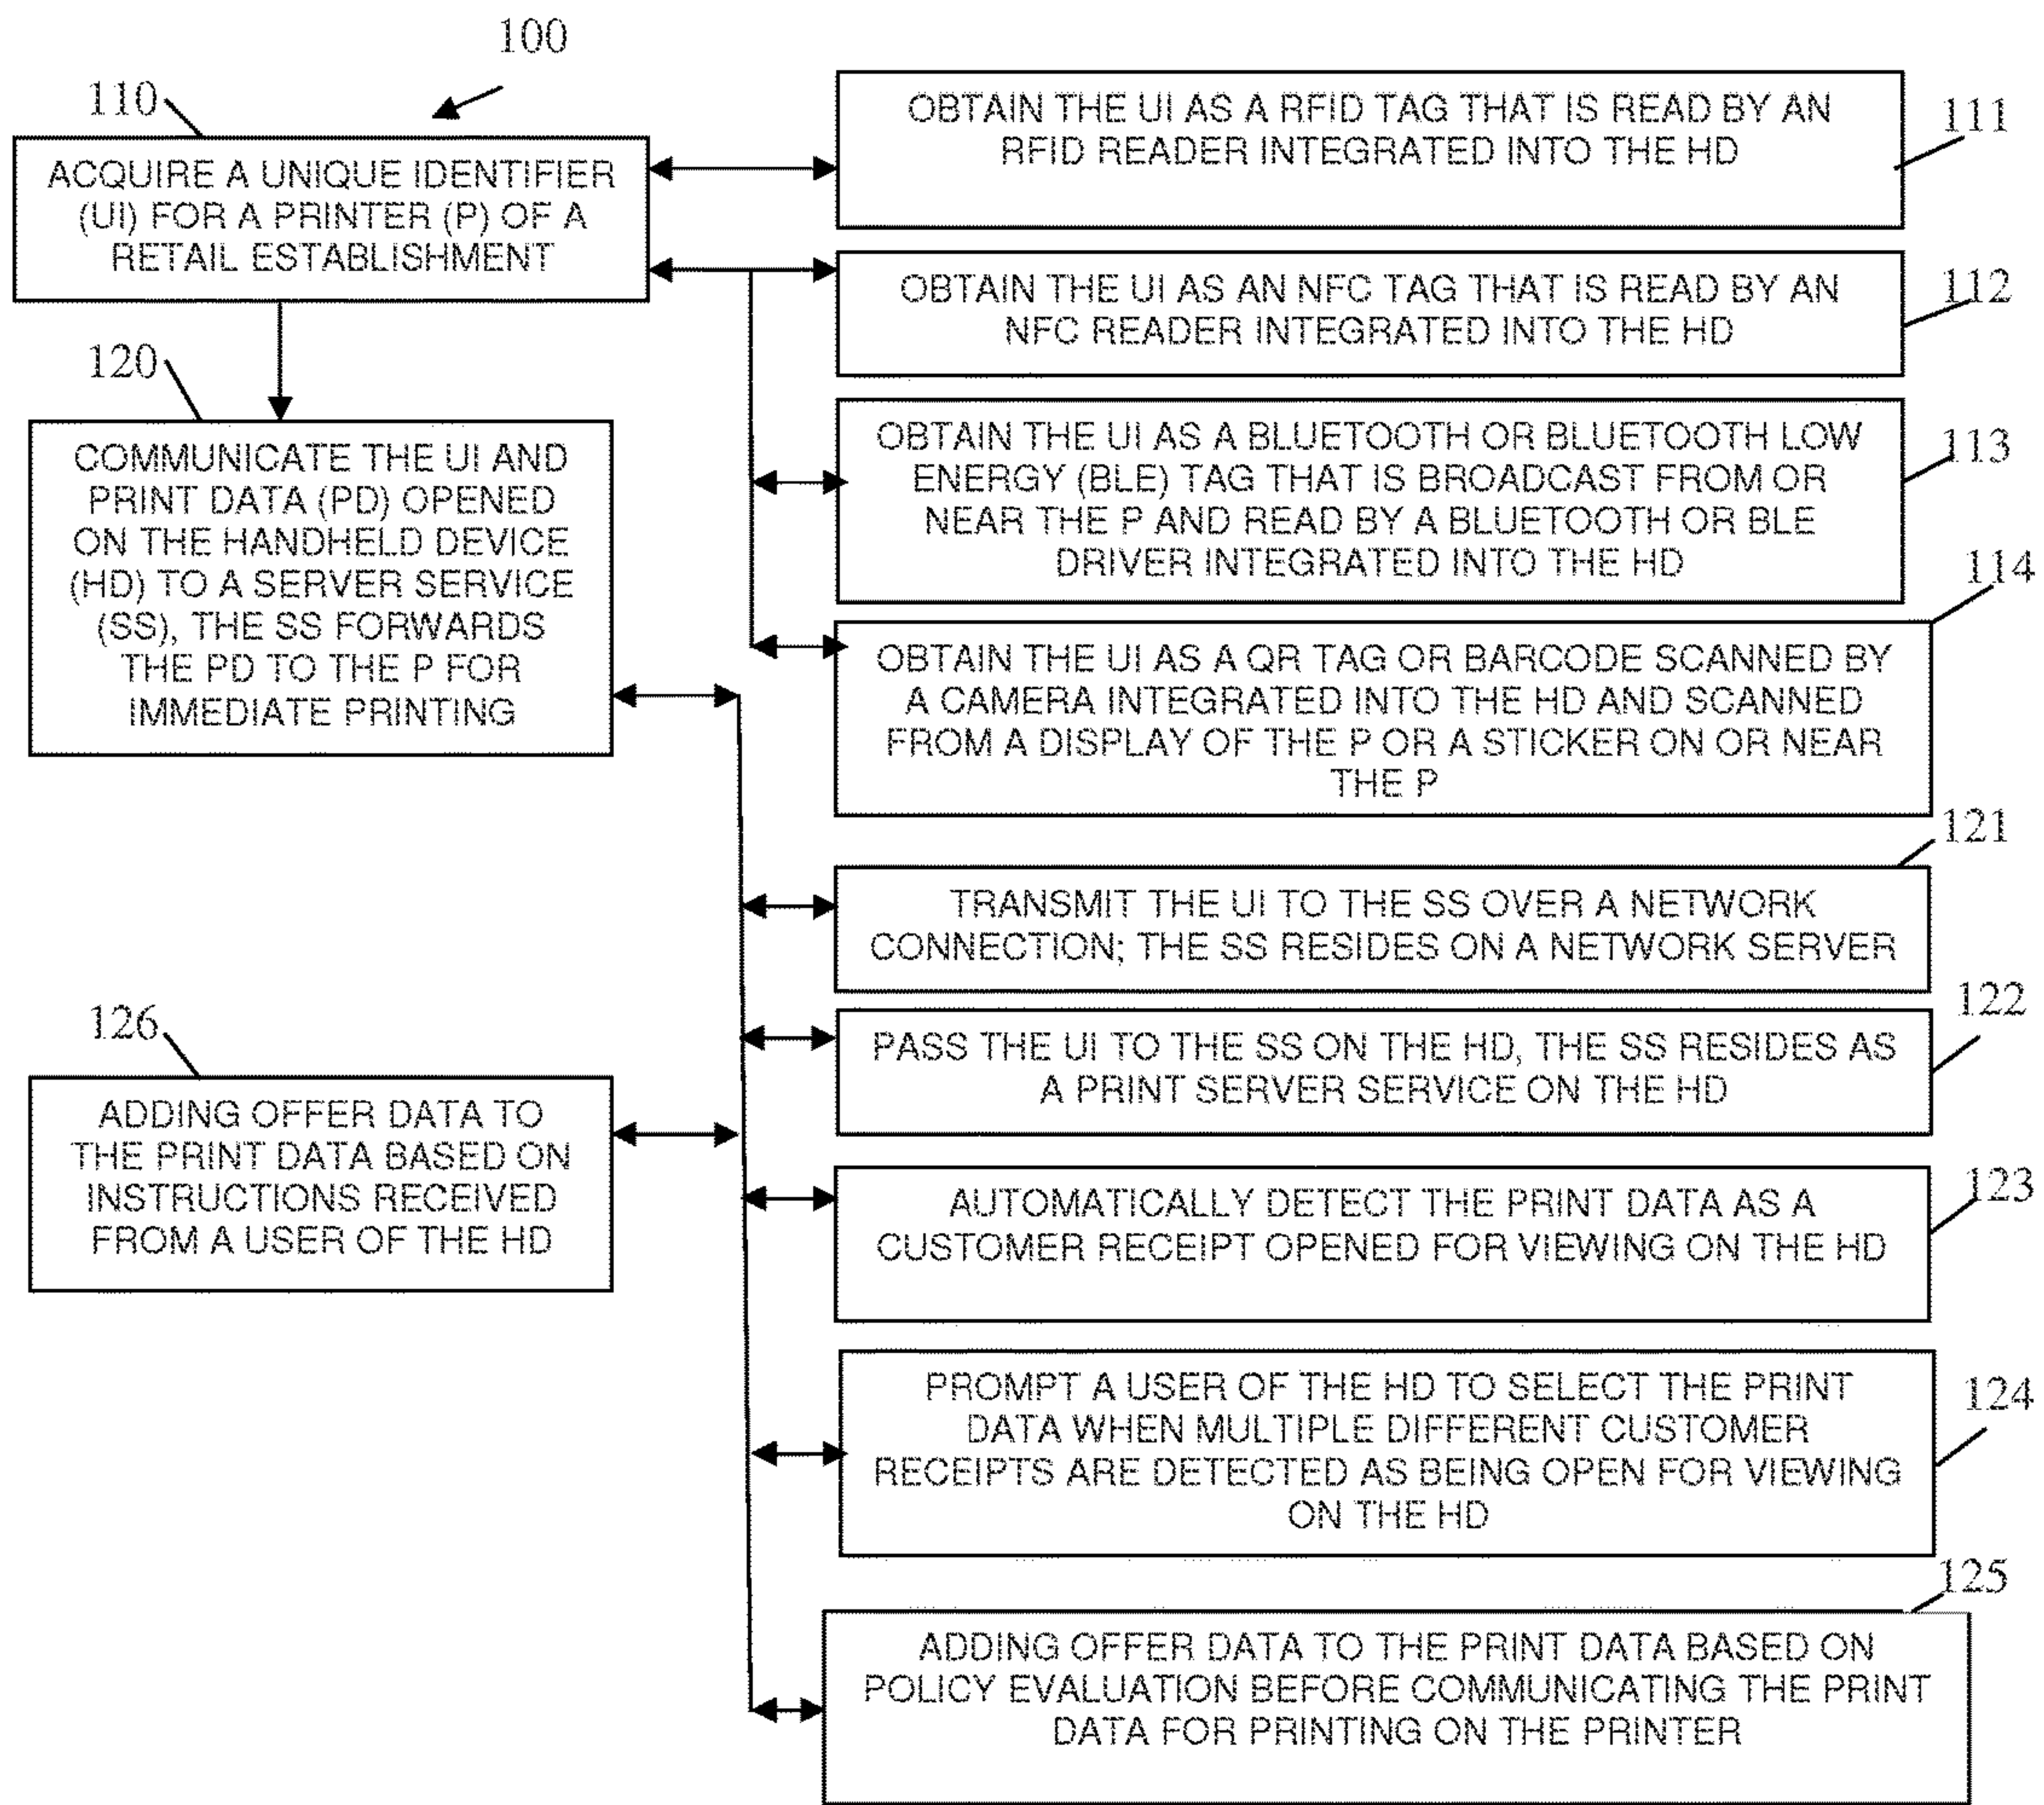 100
110
ACQUIRE A UNIQUE IDENTIFIER
(UI) FOR A PRINTER (P) OF A
RETAIL ESTABLISHMENT
120
COMMUNICATE THE UI AND
PRINT DATA (PD) OPENED
ON THE HANDHELD DEVICE
(HD) TO A SERVER SERVICE
(SS), THE SS FORWARDS
THE PD TO THE P FOR
IMMEDIATE PRINTING
126
ADDING OFFER DATA TO
THE PRINT DATA BASED ON
INSTRUCTIONS RECEIVED
FROM A USER OF THE HD
OBTAIN THE UI AS A RFID TAG THAT IS READ BY AN
RFID READER INTEGRATED INTO THE HD
111
OBTAIN THE UI AS AN NFC TAG THAT IS READ BY AN
NFC READER INTEGRATED INTO THE HD
112
OBTAIN THE UI AS A BLUETOOTH OR BLUETOOTH LOW
ENERGY (BLE) TAG THAT IS BROADCAST FROM OR
NEAR THE P AND READ BY A BLUETOOTH OR BLE
DRIVER INTEGRATED INTO THE HD
113
114
OBTAIN THE UI AS A QR TAG OR BARCODE SCANNED BY
A CAMERA INTEGRATED INTO THE HD AND SCANNED
FROM A DISPLAY OF THE P OR A STICKER ON OR NEAR
THE P
121
TRANSMIT THE UI TO THE SS OVER A NETWORK
CONNECTION; THE SS RESIDES ON A NETWORK SERVER
122
PASS THE UI TO THE SS ON THE HD, THE SS RESIDES AS
A PRINT SERVER SERVICE ON THE HD
123
AUTOMATICALLY DETECT THE PRINT DATA AS A
CUSTOMER RECEIPT OPENED FOR VIEWING ON THE HD
PROMPT A USER OF THE HD TO SELECT THE PRINT
DATA WHEN MULTIPLE DIFFERENT CUSTOMER
RECEIPTS ARE DETECTED AS BEING OPEN FOR VIEWING
ON THE HD
124
125
ADDING OFFER DATA TO THE PRINT DATA BASED ON
POLICY EVALUATION BEFORE COMMUNICATING THE PRINT
DATA FOR PRINTING ON THE PRINTER